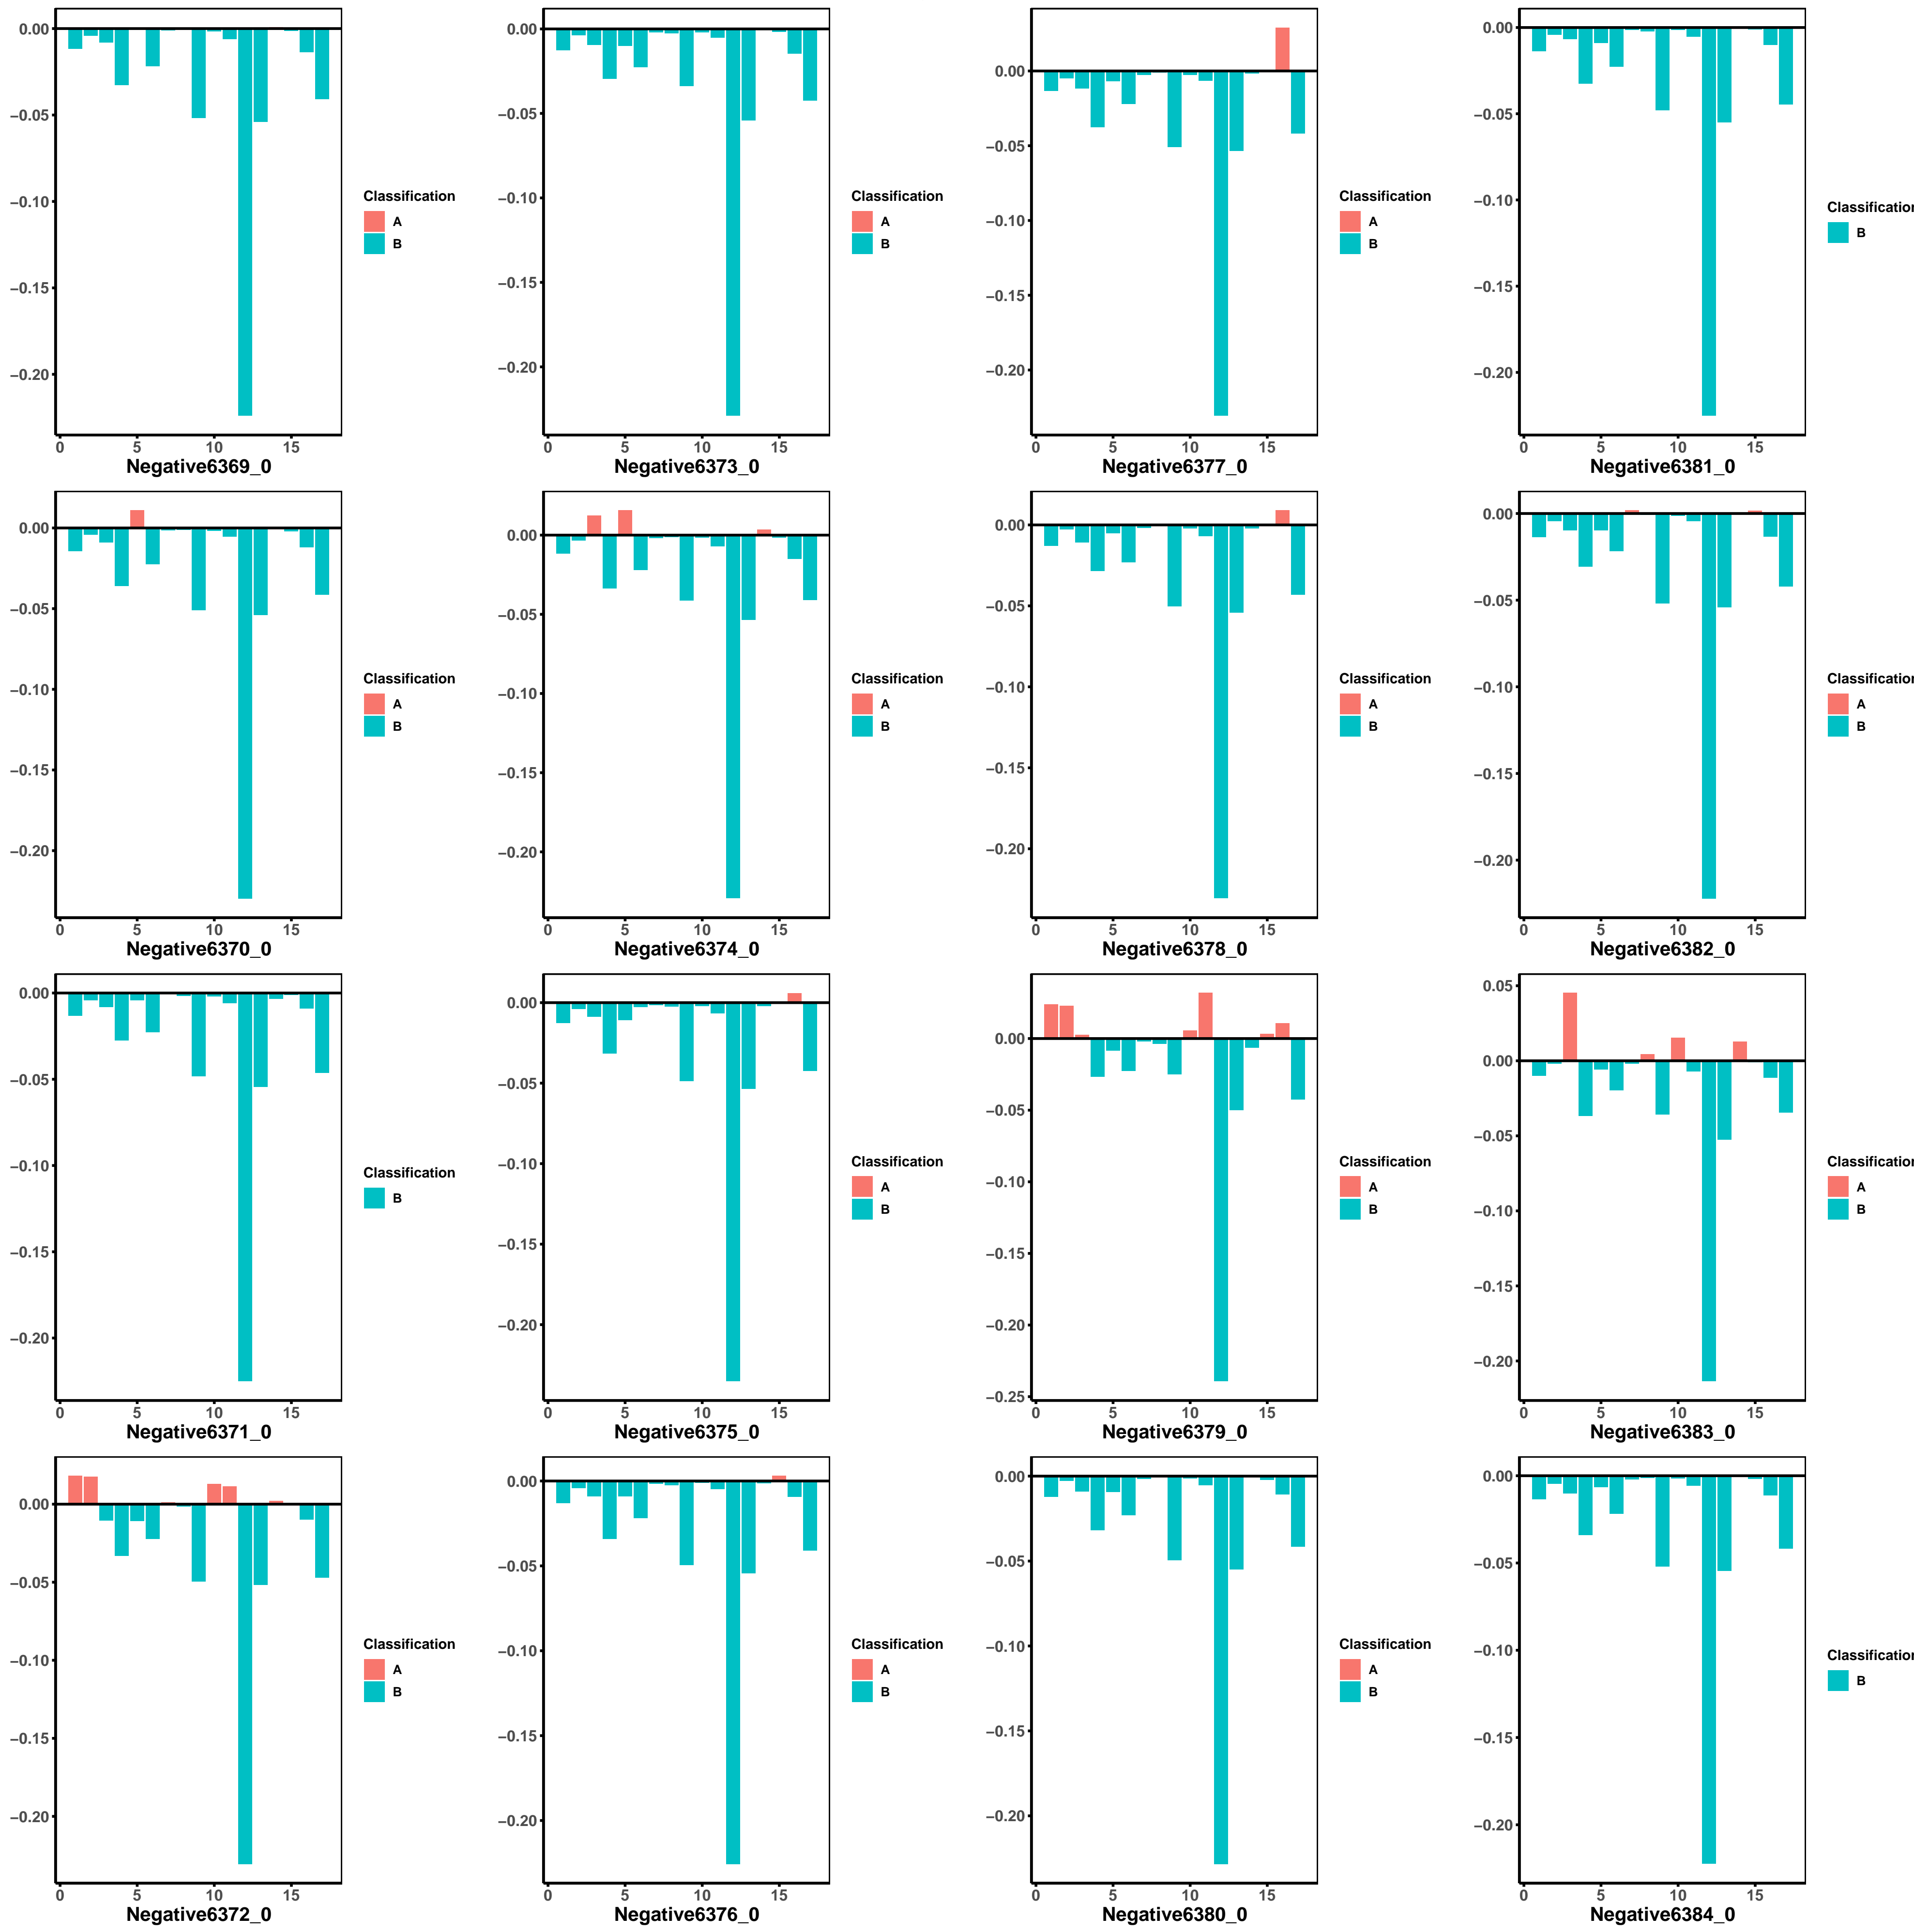 0.00
−0.05
−0.10
−0.15
−0.20
0 5 10 15
Negative6369_0
Classification
A
B
0.00
−0.05
−0.10
−0.15
−0.20
0 5 10 15
Negative6373_0
Classification
A
B
0.00
−0.05
−0.10
−0.15
−0.20
0 5 10 15
Negative6377_0
Classification
A
B
0.00
−0.05
−0.10
−0.15
−0.20
0 5 10 15
Negative6381_0
Classification
B
0.00
−0.05
−0.10
−0.15
−0.20
0 5 10 15
Negative6370_0
Classification
A
B
0.00
−0.05
−0.10
−0.15
−0.20
0 5 10 15
Negative6374_0
Classification
A
B
0.00
−0.05
−0.10
−0.15
−0.20
0 5 10 15
Negative6378_0
Classification
A
B
0.00
−0.05
−0.10
−0.15
−0.20
0 5 10 15
Negative6382_0
Classification
A
B
0.00
−0.05
−0.10
−0.15
−0.20
0 5 10 15
Negative6371_0
Classification
B
0.00
−0.05
−0.10
−0.15
−0.20
0 5 10 15
Negative6375_0
Classification
A
B
0.00
−0.05
−0.10
−0.15
−0.20
−0.25
0 5 10 15
Negative6379_0
Classification
A
B
0.05
0.00
−0.05
−0.10
−0.15
−0.20
0 5 10 15
Negative6383_0
Classification
A
B
0.00
−0.05
−0.10
−0.15
−0.20
0 5 10 15
Negative6372_0
Classification
A
B
0.00
−0.05
−0.10
−0.15
−0.20
0 5 10 15
Negative6376_0
Classification
A
B
0.00
−0.05
−0.10
−0.15
−0.20
0 5 10 15
Negative6380_0
Classification
A
B
0.00
−0.05
−0.10
−0.15
−0.20
0 5 10 15
Negative6384_0
Classification
B